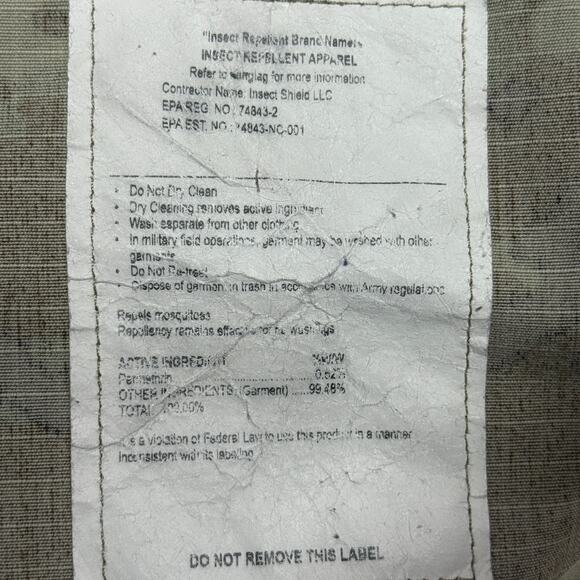 "Insect Repellent Brand Name"
INSECT REPELLENT APPAREL
Refer to hangtag for more information
Contractor Name: Insect Shield LLC
EPA REG. NO.: 74843-2
EPA EST. NO.: 74843-NC-001
• Do Not Dry Clean
• Dry Cleaning removes active ingredient
• Wash separate from other clothing
• In military field operations, garment may be washed with other
garments
• Do Not Re-treat
• Dispose of garment in trash in accordance with Army regulations
Repels mosquitoes
Repellency remains effective for washings
ACTIVE INGREDIENT %W/W
Permethrin 0.52%
OTHER INGREDIENTS (Garment) ......99.48%
TOTAL 100.00%
It is a violation of Federal Law to use this product in a manner
inconsistent with its labeling
DO NOT REMOVE THIS LABEL